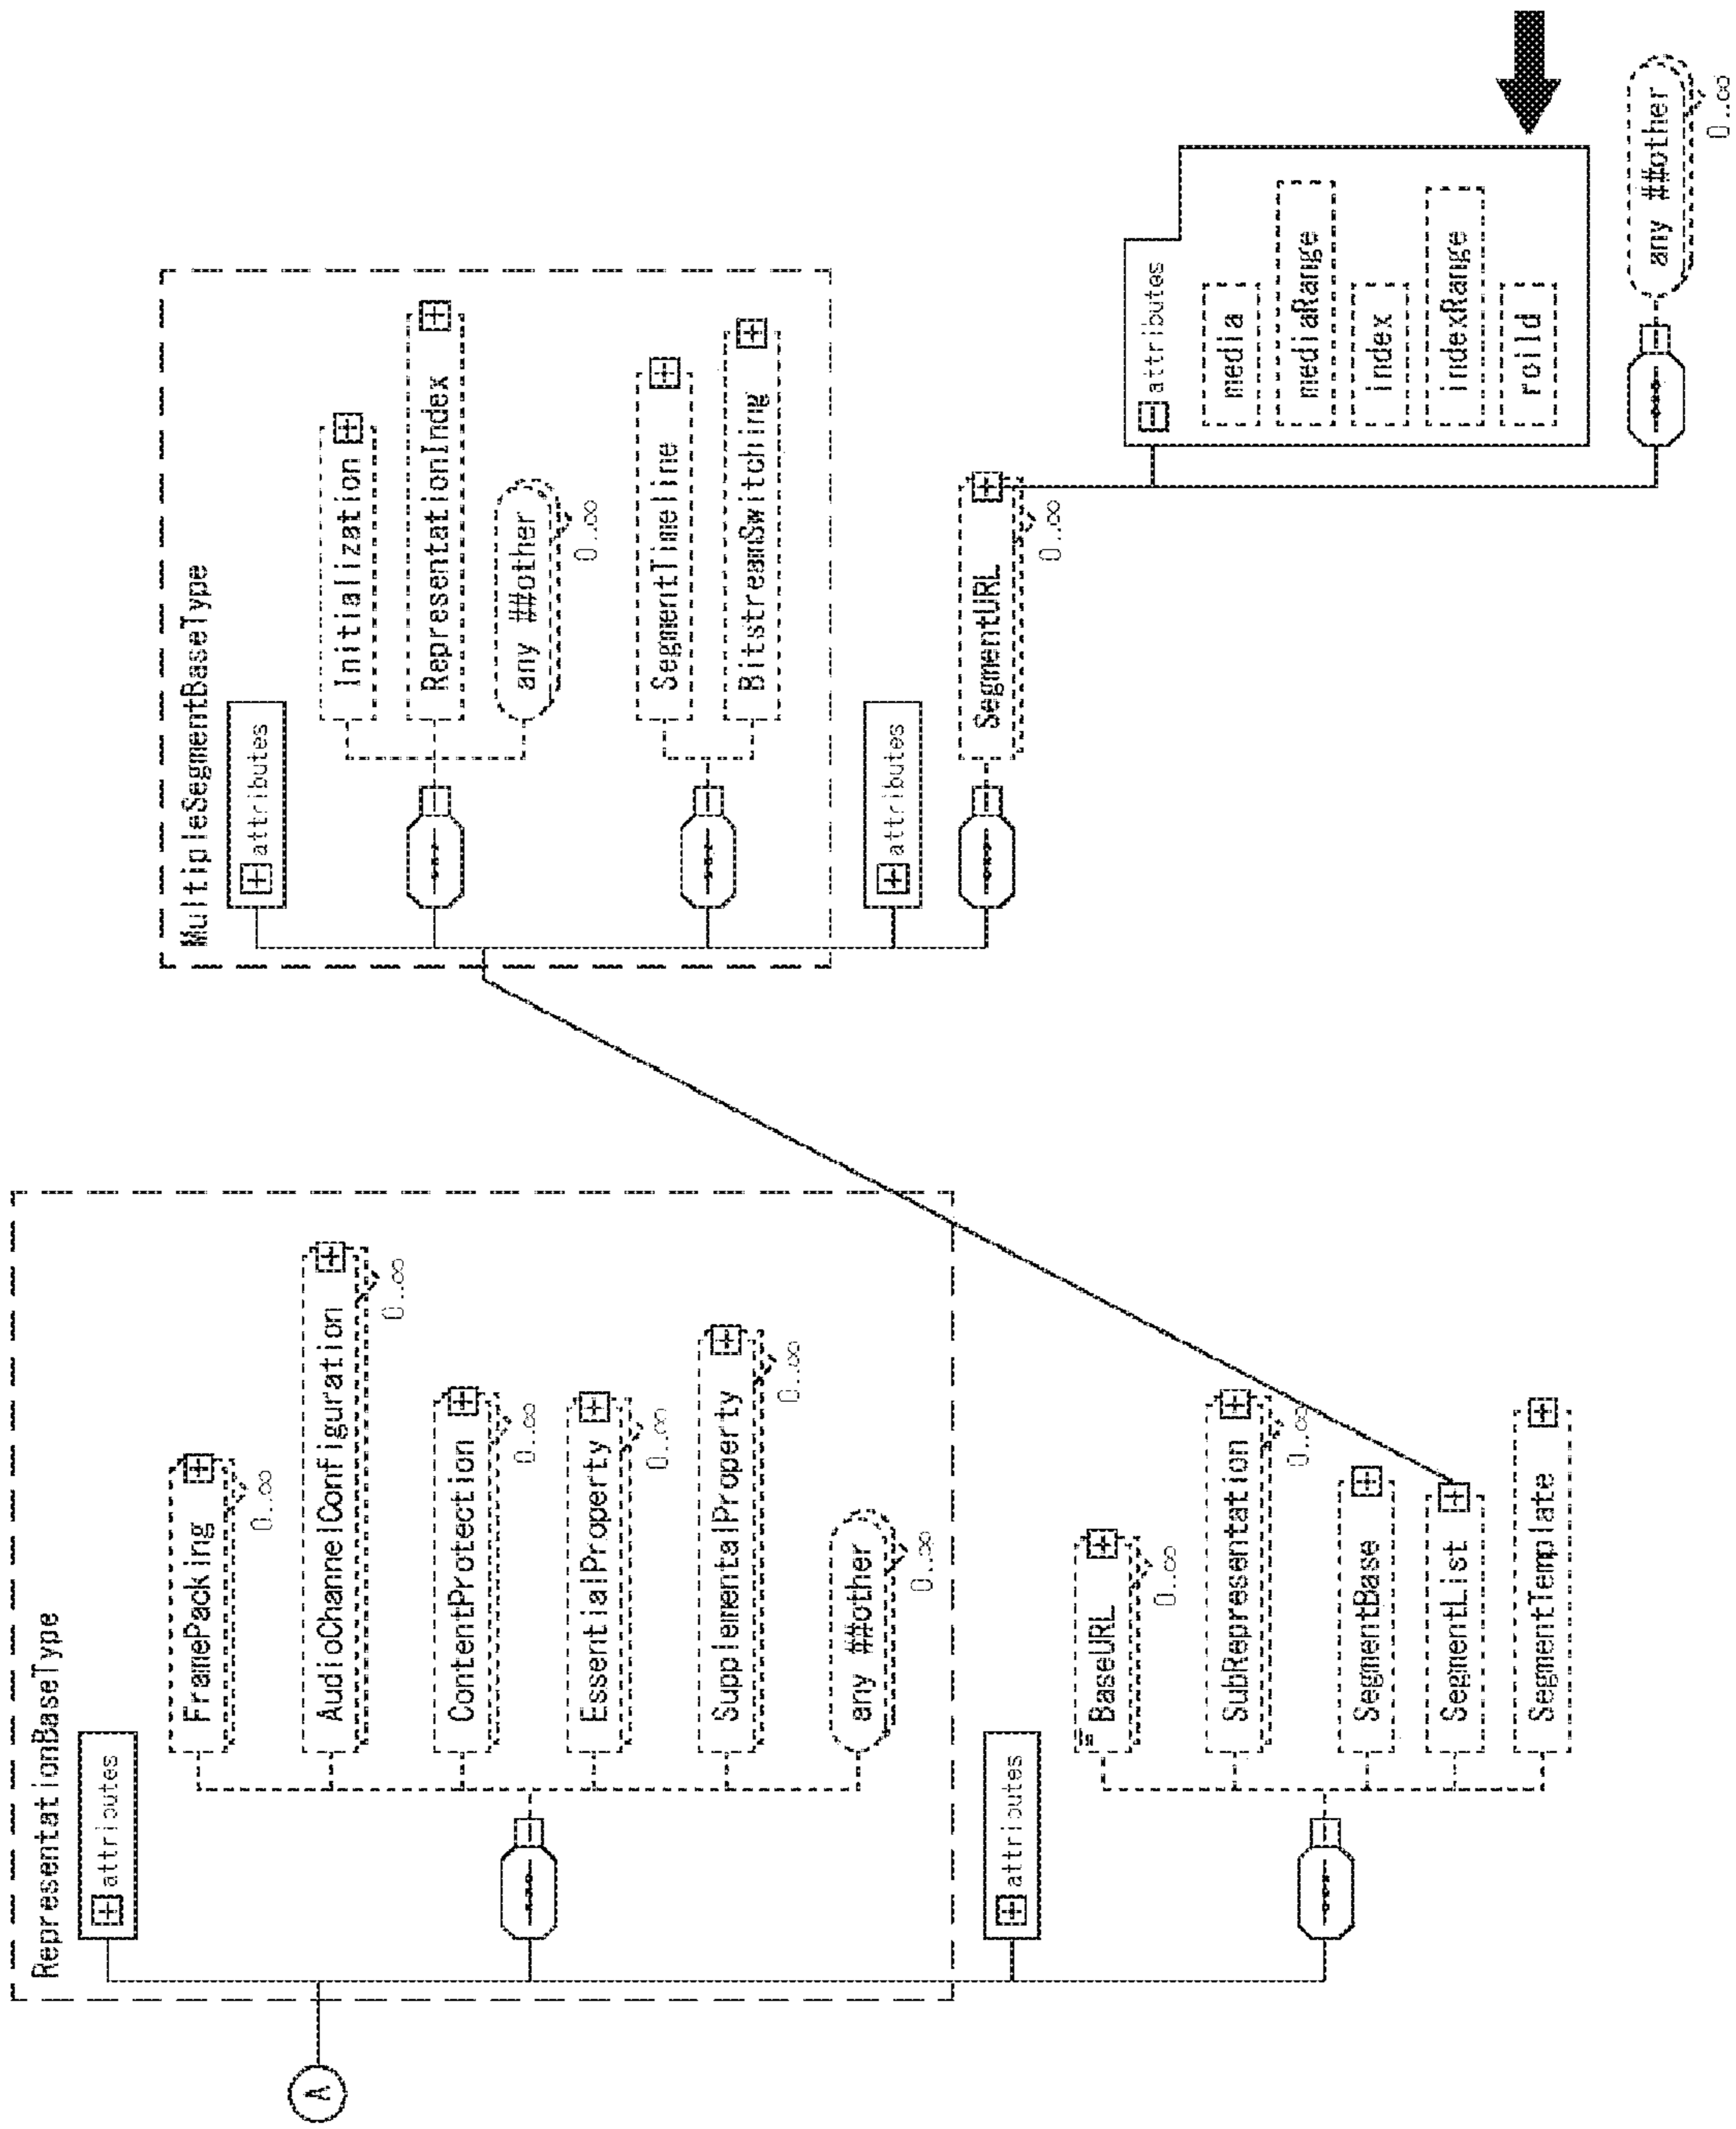 A
RepresentationBaseType
attributes
FramePacking
0..∞
AudioChannelConfiguration
0..∞
ContentProtection
0..∞
EssentialProperty
0..∞
SupplementalProperty
0..∞
any ##other
0..∞
attributes
BaseURL
0..∞
SubRepresentation
0..∞
SegmentBase
SegmentList
SegmentTemplate
MultipleSegmentBaseType
attributes
Initialization
RepresentationIndex
any ##other
0..∞
SegmentTimeline
BitstreamSwitching
attributes
SegmentURL
0..∞
attributes
media
mediaRange
index
indexRange
roiId
any ##other
0..∞